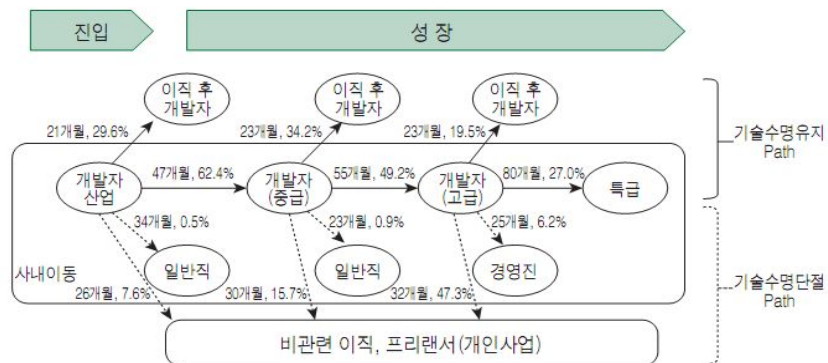 진입
성 장
이직 후
개발자
이직 후
개발자
이직 후
개발자
21개월, 29.6%
23개월, 34.2%
23개월, 19.5%
기술수명유지
Path
개발자
산업
47개월, 62.4%
개발자
(중급)
55개월, 49.2%
개발자
(고급)
80개월, 27.0%
특급
34개월, 0.5%
23개월, 0.9%
25개월, 6.2%
사내이동
일반직
일반직
경영진
26개월, 7.6%
30개월, 15.7%
32개월, 47.3%
기술수명단절
Path
비관련 이직, 프리랜서(개인사업)